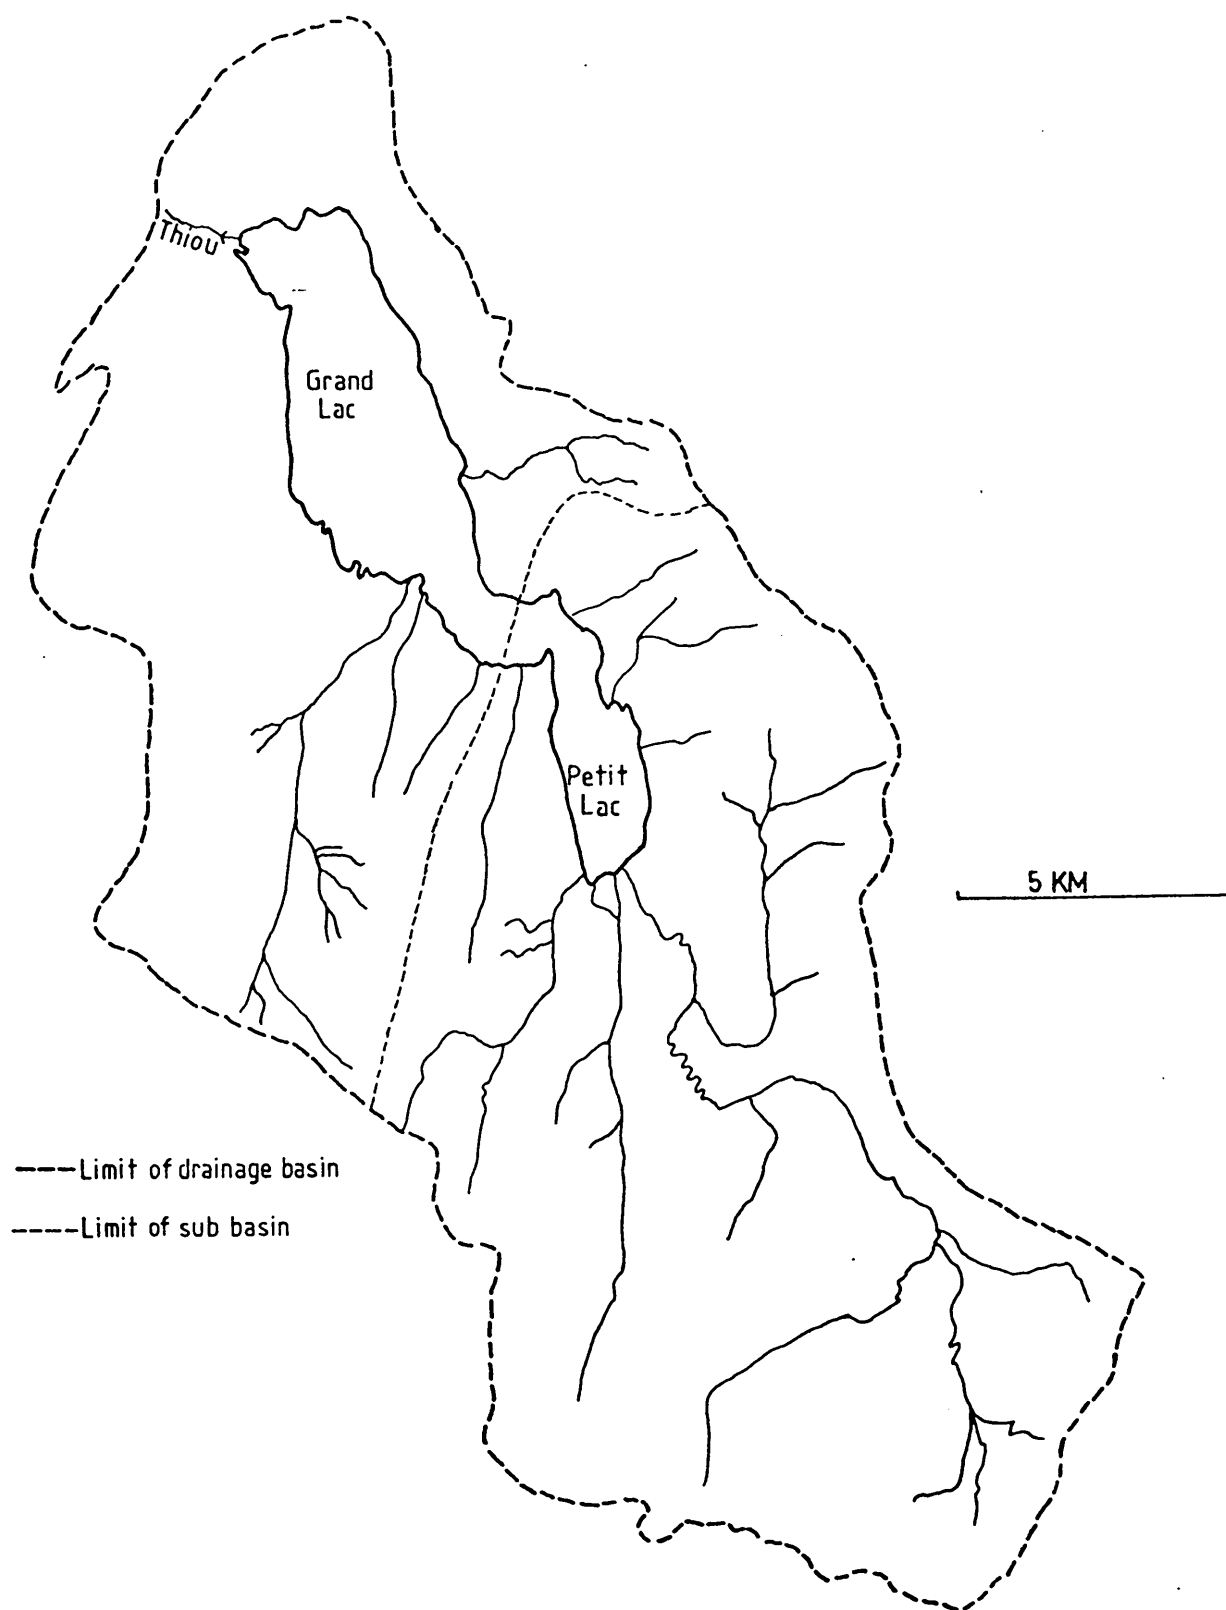 Thiou
Grand
Lac
Petit
Lac
5 KM
Limit of drainage basin
Limit of sub basin